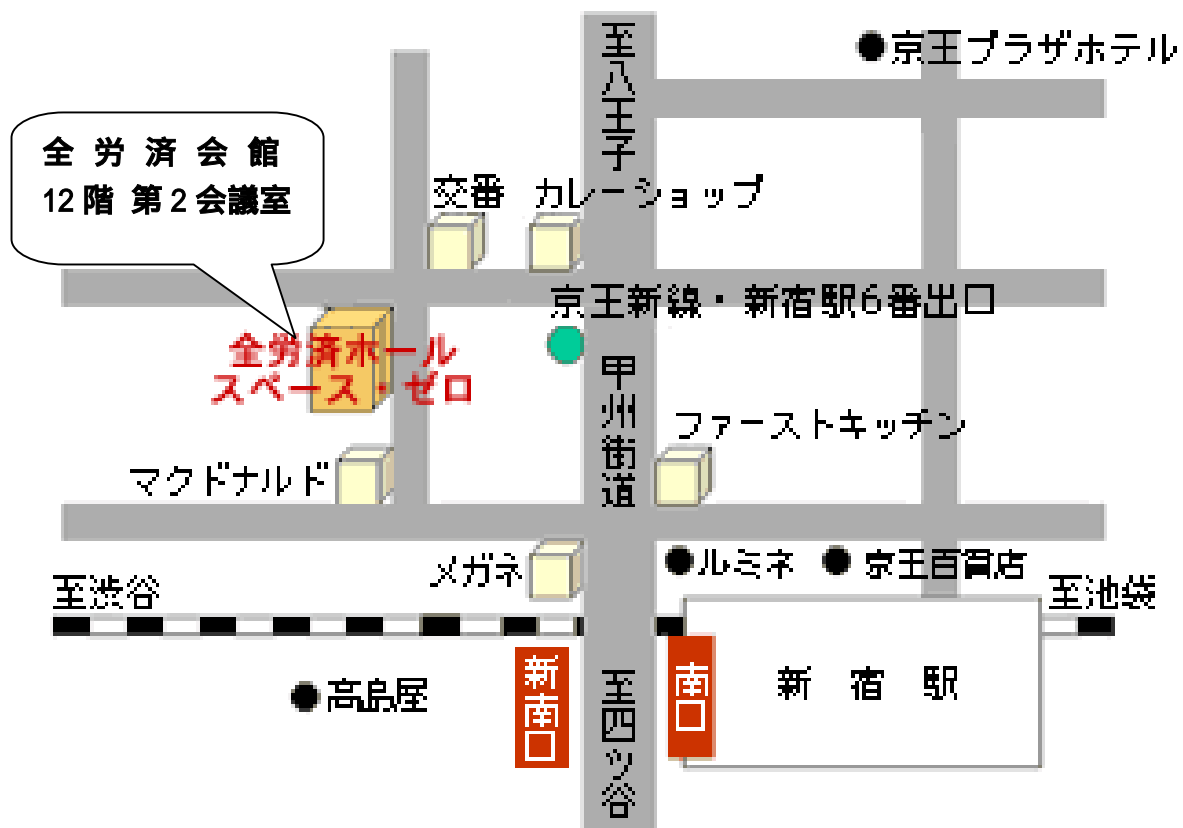 至八王子
●京王プラザホテル
全労済会館
12階 第2会議室
交番
カレーショップ
京王新線・新宿駅6番出口
全労済ホール
スペース・ゼロ
甲州街道
ファーストキッチン
マクドナルド
メガネ
●ルミネ
●京王百貨店
至渋谷
至池袋
新南口
南口
新宿駅
●高島屋
至四ツ谷